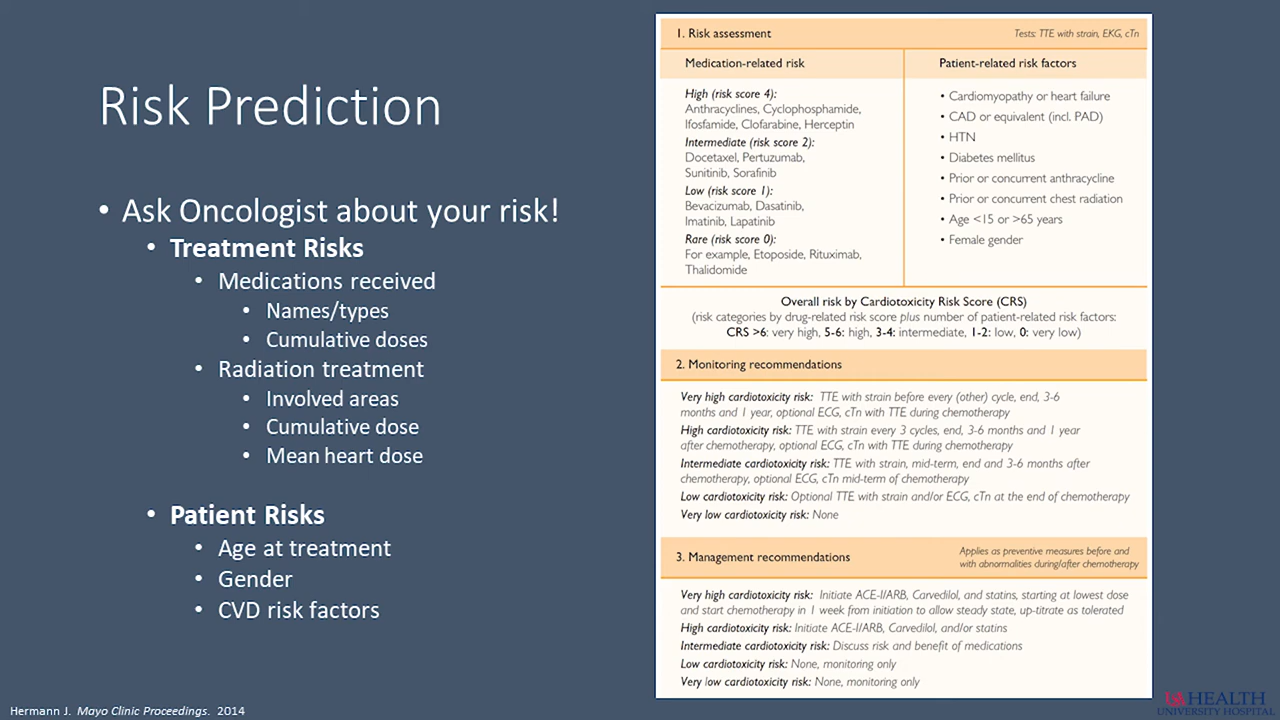 Risk Prediction
• Ask Oncologist about your risk!
• Treatment Risks
• Medications received
• Names/types
• Cumulative doses
• Radiation treatment
• Involved areas
• Cumulative dose
• Mean heart dose
• Patient Risks
• Age at treatment
• Gender
• CVD risk factors
1. Risk assessment
Tests: TTE with strain, EKG, cTn
Medication-related risk
High (risk score 4):
Anthracyclines, Cyclophosphamide,
Ifosfamide, Clofarabine, Herceptin
Intermediate (risk score 2):
Docetaxel, Pertuzumab,
Sunitinib, Sorafinib
Low (risk score 1):
Bevacizumab, Dasatinib,
Imatinib, Lapatinib
Rare (risk score 0):
For example, Etoposide, Rituximab,
Thalidomide
Patient-related risk factors
• Cardiomyopathy or heart failure
• CAD or equivalent (incl. PAD)
• HTN
• Diabetes mellitus
• Prior or concurrent anthracycline
• Prior or concurrent chest radiation
• Age <15 or >65 years
• Female gender
Overall risk by Cardiotoxicity Risk Score (CRS)
(risk categories by drug-related risk score plus number of patient-related risk factors:
CRS >6: very high, 5-6: high, 3-4: intermediate, 1-2: low, 0: very low)
2. Monitoring recommendations
Very high cardiotoxicity risk: TTE with strain before every (other) cycle, end, 3-6
months and 1 year, optional ECG, cTn with TTE during chemotherapy
High cardiotoxicity risk: TTE with strain every 3 cycles, end, 3-6 months and 1 year
after chemotherapy, optional ECG, cTn with TTE during chemotherapy
Intermediate cardiotoxicity risk: TTE with strain, mid-term, end and 3-6 months after
chemotherapy, optional ECG, cTn mid-term of chemotherapy
Low cardiotoxicity risk: Optional TTE with strain and/or ECG, cTn at the end of chemotherapy
Very low cardiotoxicity risk: None
3. Management recommendations
Applies as preventive measures before and
with abnormalities during/after chemotherapy
Very high cardiotoxicity risk: Initiate ACE-I/ARB, Carvedilol, and statins, starting at lowest dose
and start chemotherapy in 1 week from initiation to allow steady state, up-titrate as tolerated
High cardiotoxicity risk: Initiate ACE-I/ARB, Carvedilol, and/or statins
Intermediate cardiotoxicity risk: Discuss risk and benefit of medications
Low cardiotoxicity risk: None, monitoring only
Very low cardiotoxicity risk: None, monitoring only
Hermann J. Mayo Clinic Proceedings. 2014
HEALTH
UNIVERSITY HOSPITAL